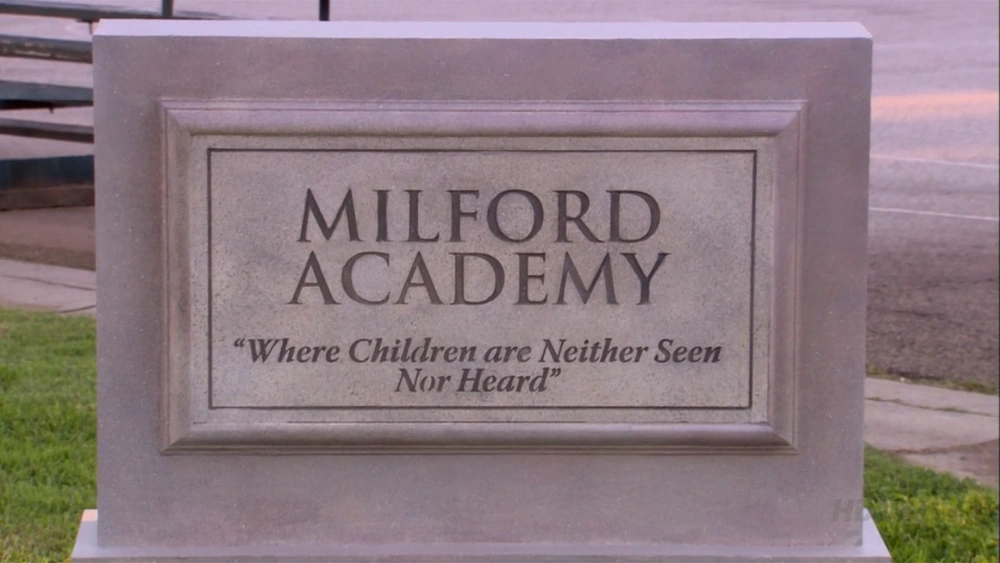 MILFORD
ACADEMY
“Where Children are Neither Seen
Nor Heard”